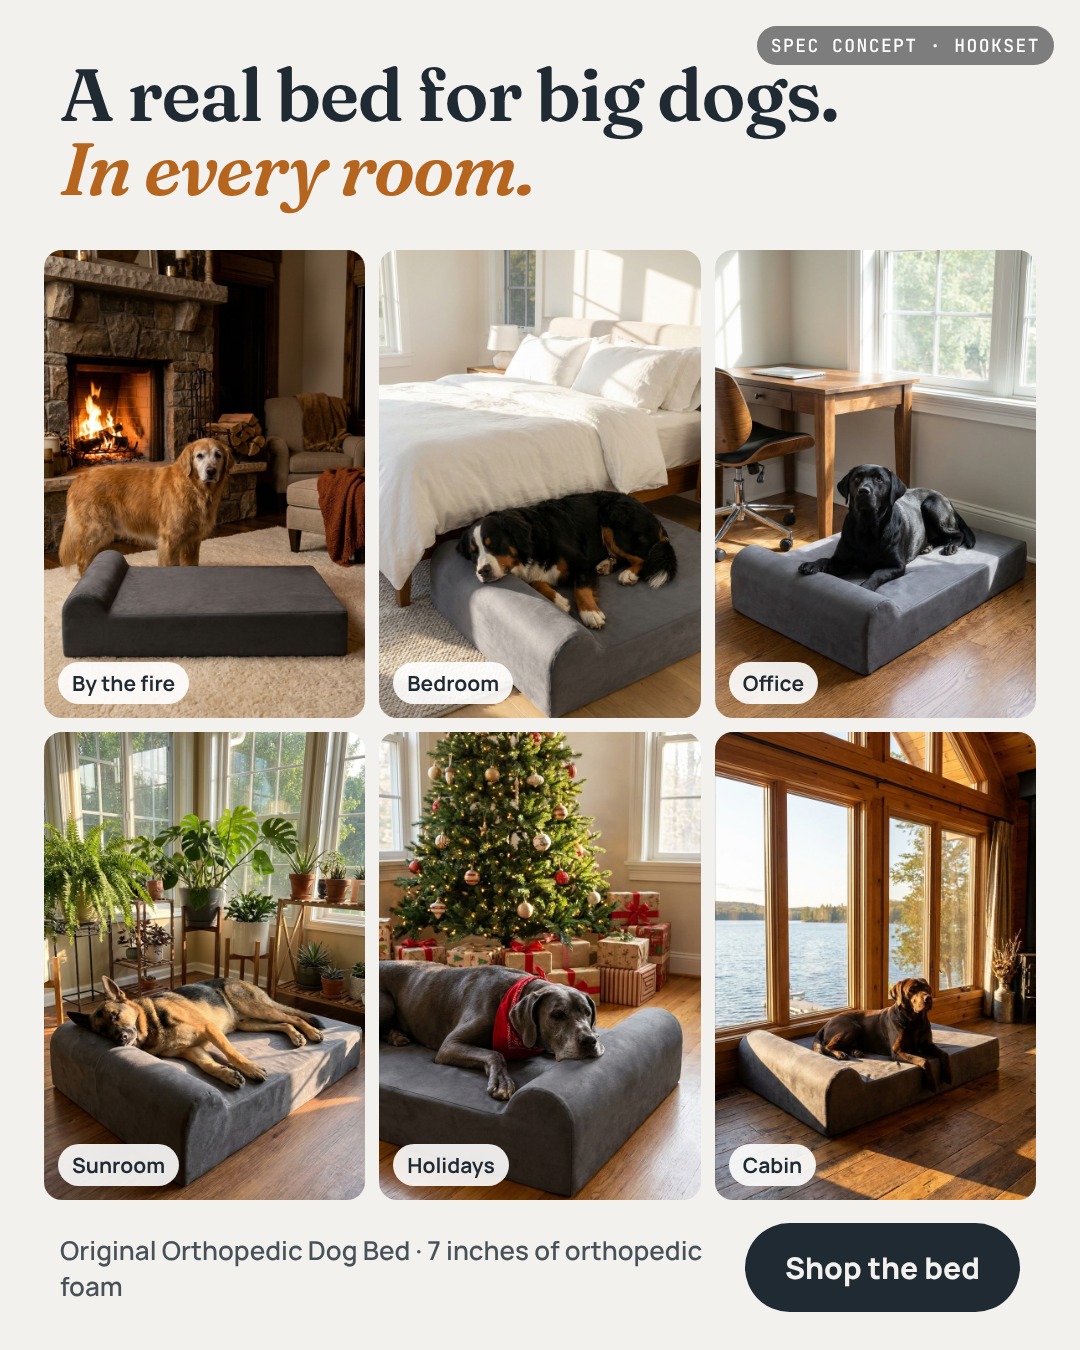 SPEC CONCEPT · HOOKSET
A real bed for big dogs.
In every room.
By the fire
Bedroom
Office
Sunroom
Holidays
Cabin
Original Orthopedic Dog Bed · 7 inches of orthopedic
foam
Shop the bed